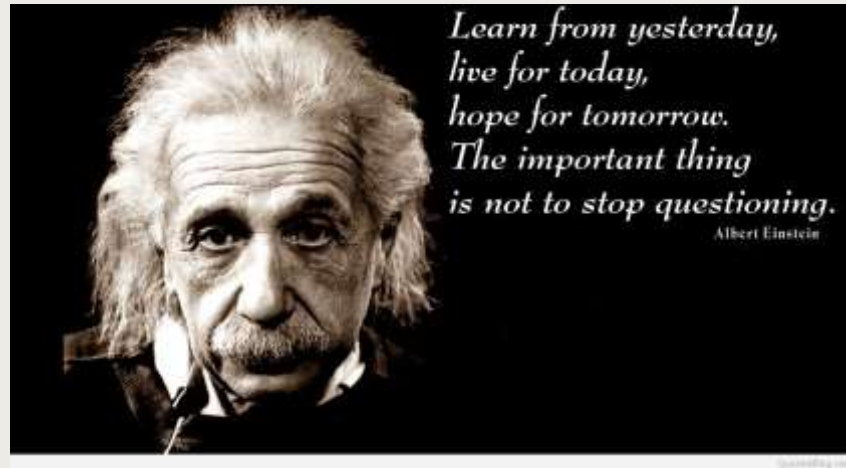 Learn from yesterday,
live for today,
hope for tomorrow.
The important thing
is not to stop questioning.
Albert Einstein